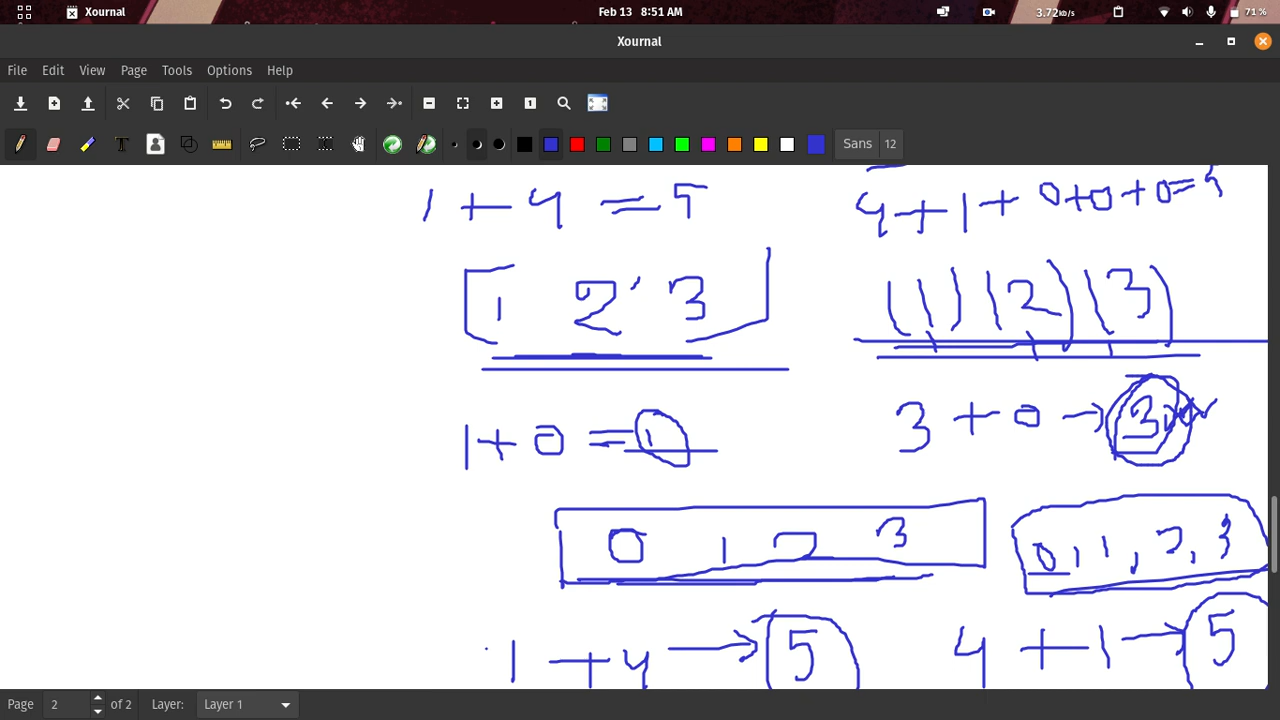 Xournal Feb 13 8:51 AM 3.72kb/s 71 %
Xournal
File Edit View Page Tools Options Help
Sans 12
1 + 4 = 5
4 + 1 + 0 + 0 + 0 =
[1 2 ' 3]
(1) (2) (3)
1 + 0 = 1
3 + 0 → 3
0 1 2 3
0, 1, 2, 3
1 + 4 → 5
4 + 1 → 5
Page 2 of 2 Layer: Layer 1